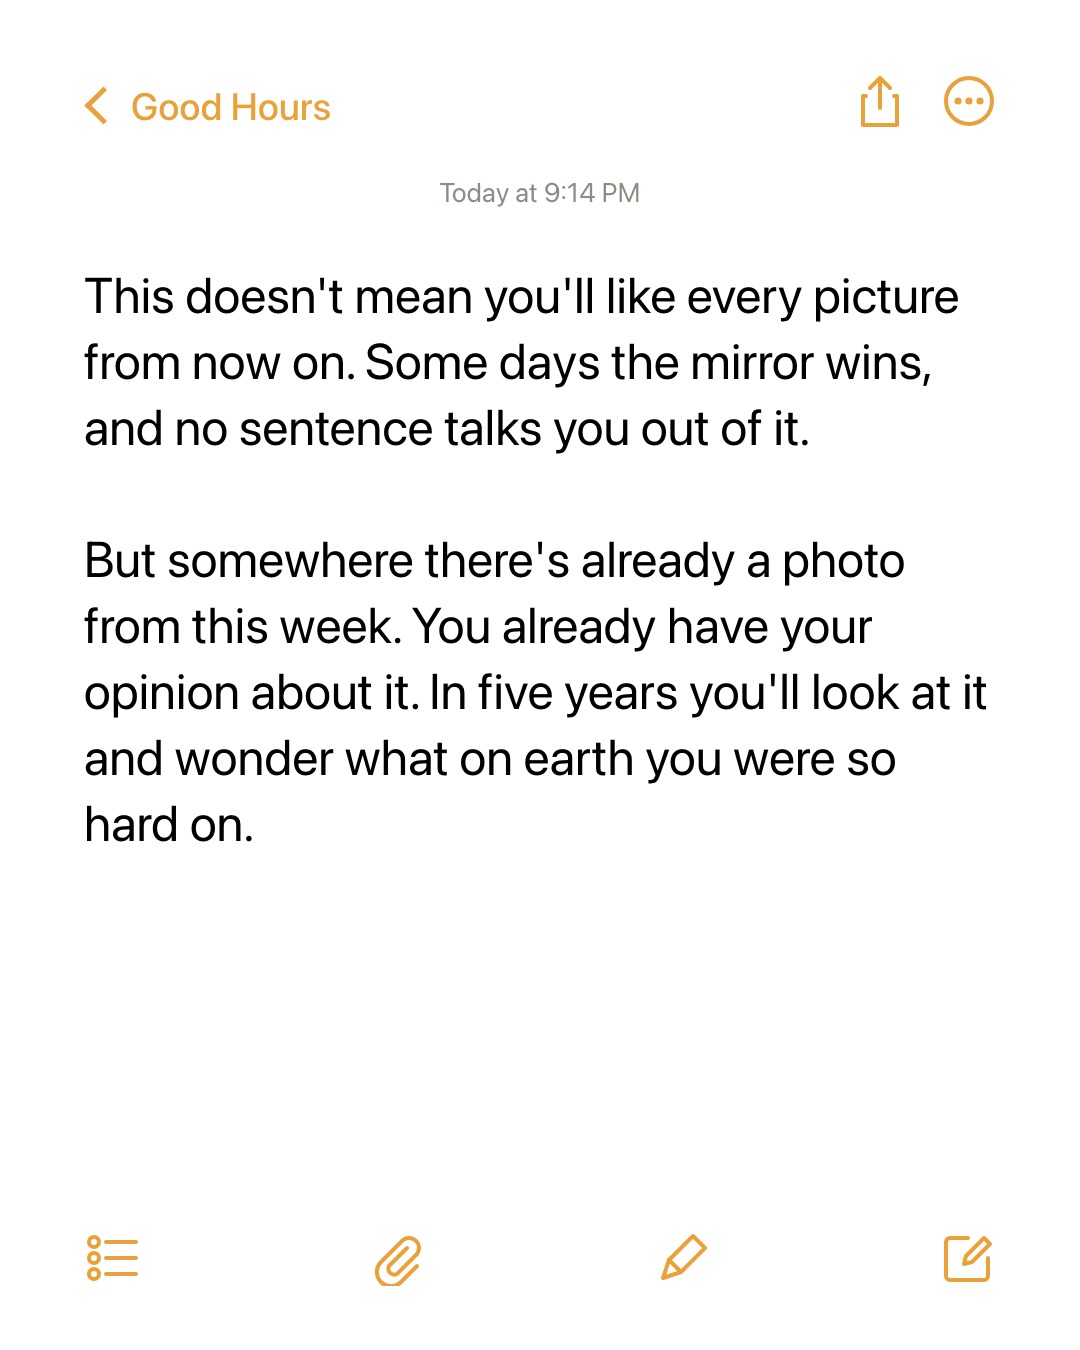 Good Hours
Today at 9:14 PM
This doesn't mean you'll like every picture
from now on. Some days the mirror wins,
and no sentence talks you out of it.
But somewhere there's already a photo
from this week. You already have your
opinion about it. In five years you'll look at it
and wonder what on earth you were so
hard on.